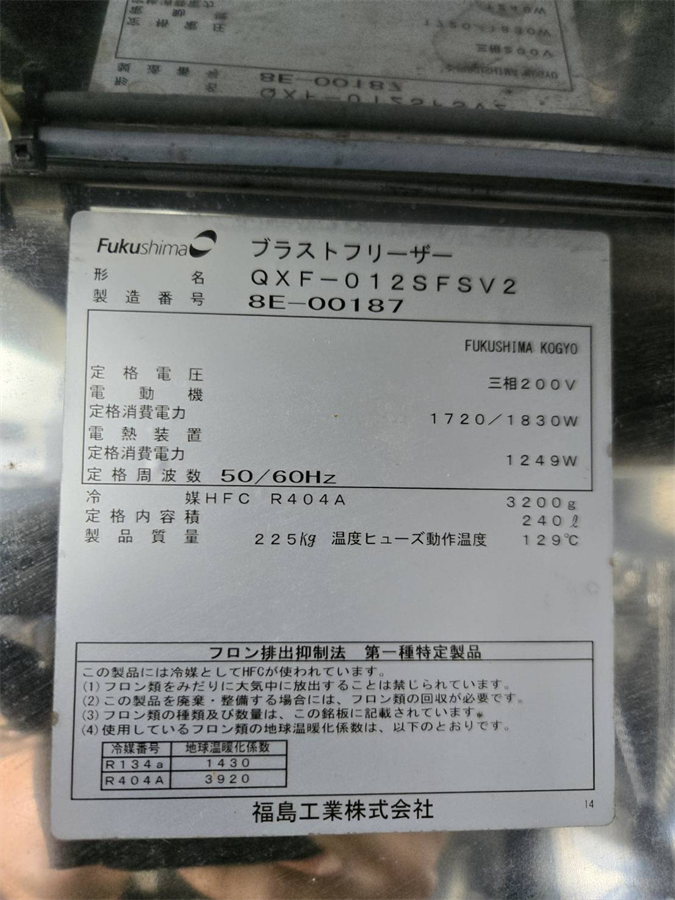 Fukushima ブラストフリーザー
形名 QXF-012SFSV2
製造番号 8E-00187
FUKUSHIMA KOGYO
定格電圧 三相200V
電動機
定格消費電力 1720/1830W
電熱装置
定格消費電力 1249W
定格周波数 50/60Hz
冷媒 HFC R404A 3200g
定格内容積 240ℓ
製品質量 225kg 温度ヒューズ動作温度 129℃
フロン排出抑制法 第一種特定製品
この製品には冷媒としてHFCが使われています。
(1)フロン類をみだりに大気中に放出することは禁じられています。
(2)この製品を廃棄・整備する場合には、フロン類の回収が必要です。
(3)フロン類の種類及び数量は、この銘板に記載されています。
(4)使用しているフロン類の地球温暖化係数は、以下のとおりです。
冷媒番号 地球温暖化係数
R134a 1430
R404A 3920
福島工業株式会社
14